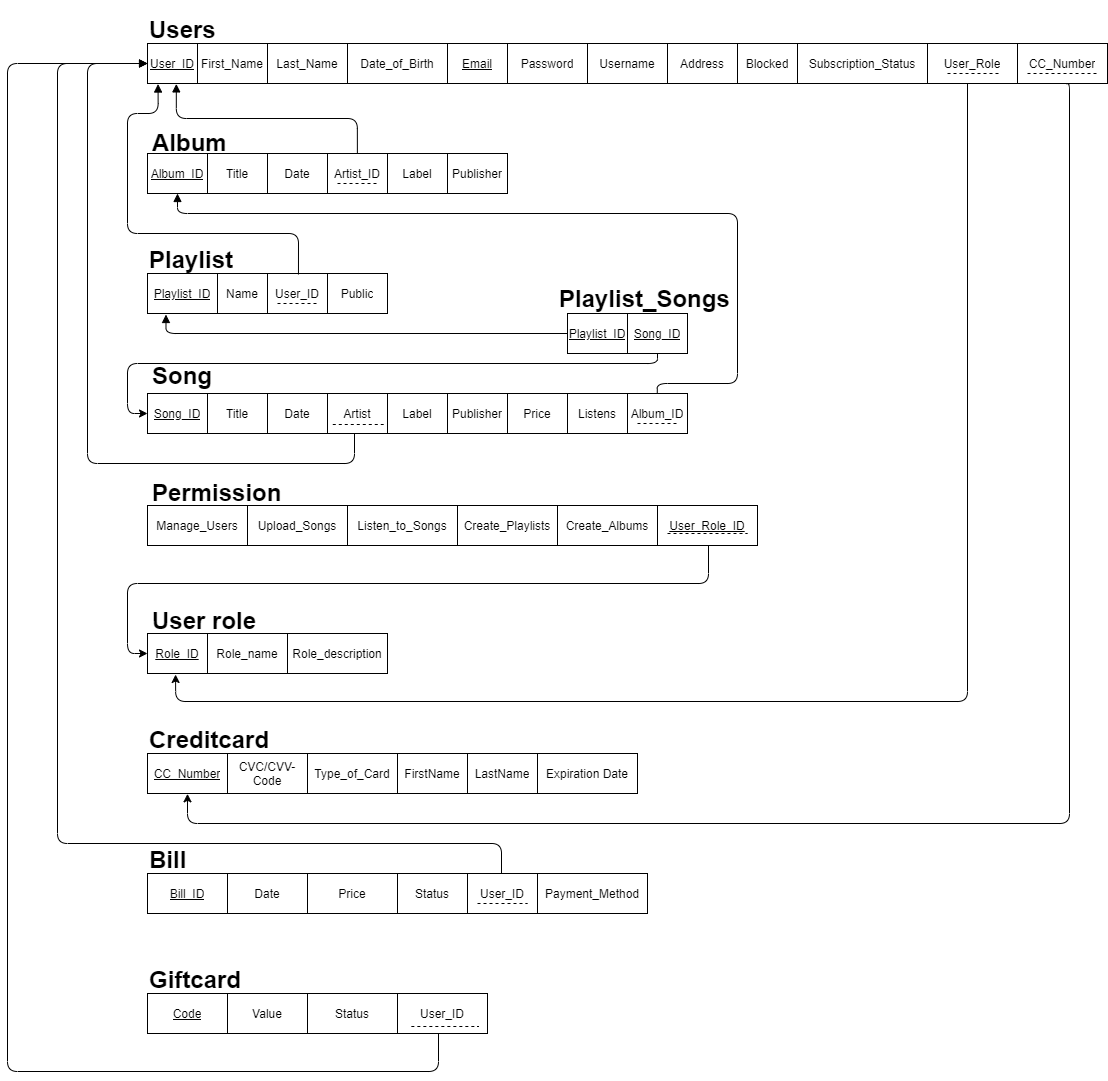 Users
User_ID First_Name Last_Name Date_of_Birth Email Password Username Address Blocked Subscription_Status User_Role CC_Number
Album
Album_ID Title Date Artist_ID Label Publisher
Playlist
Playlist_ID Name User_ID Public
Playlist_Songs
Playlist_ID Song_ID
Song
Song_ID Title Date Artist Label Publisher Price Listens Album_ID
Permission
Manage_Users Upload_Songs Listen_to_Songs Create_Playlists Create_Albums User_Role_ID
User role
Role_ID Role_name Role_description
Creditcard
CC_Number CVC/CVV-
Code Type_of_Card FirstName LastName Expiration Date
Bill
Bill_ID Date Price Status User_ID Payment_Method
Giftcard
Code Value Status User_ID